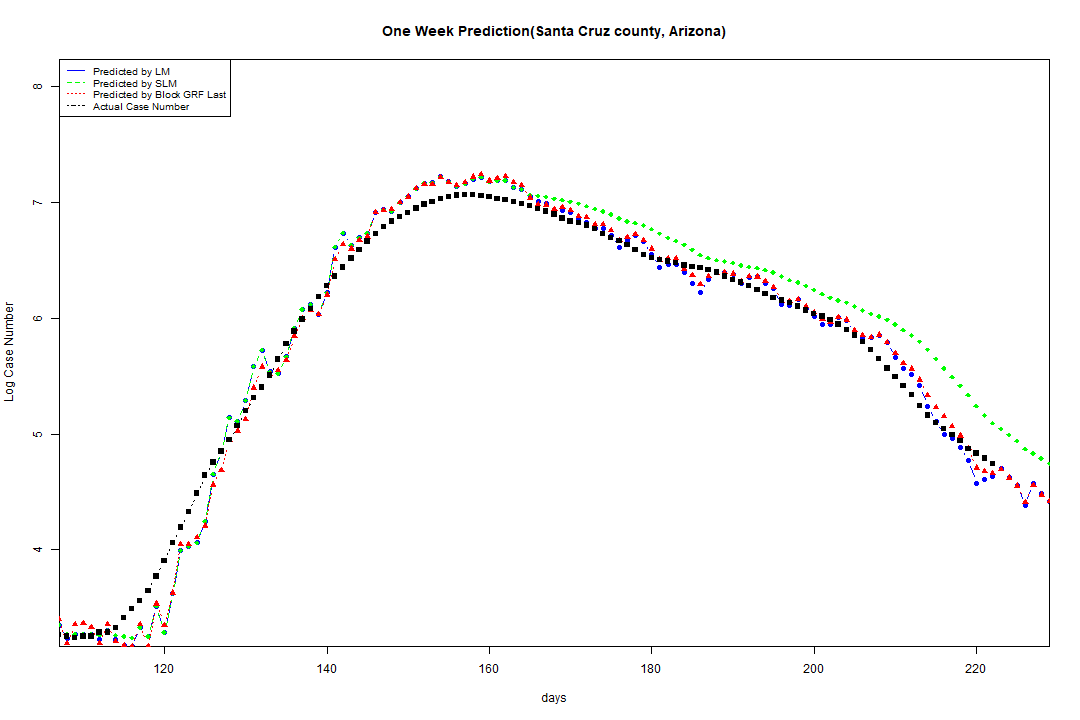 One Week Prediction(Santa Cruz county, Arizona)
Predicted by LM
Predicted by SLM
Predicted by Block GRF Last
Actual Case Number
8
7
6
5
4
Log Case Number
120 140 160 180 200 220
days